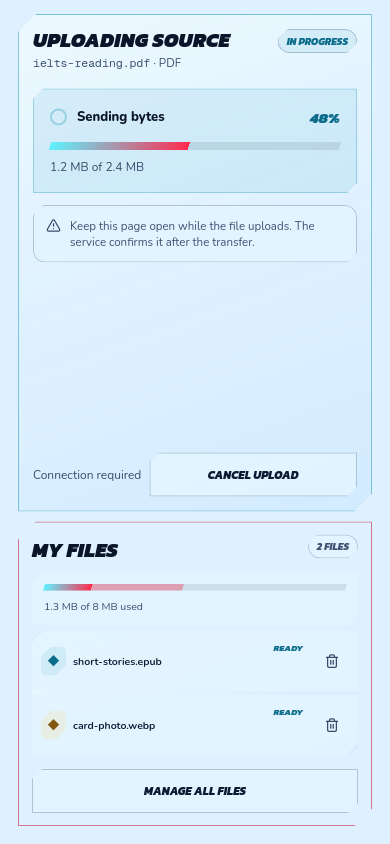 UPLOADING SOURCE
IN PROGRESS
ielts-reading.pdf · PDF
Sending bytes
48%
1.2 MB of 2.4 MB
Keep this page open while the file uploads. The
service confirms it after the transfer.
Connection required
CANCEL UPLOAD
MY FILES
2 FILES
1.3 MB of 8 MB used
READY
short-stories.epub
READY
card-photo.webp
MANAGE ALL FILES